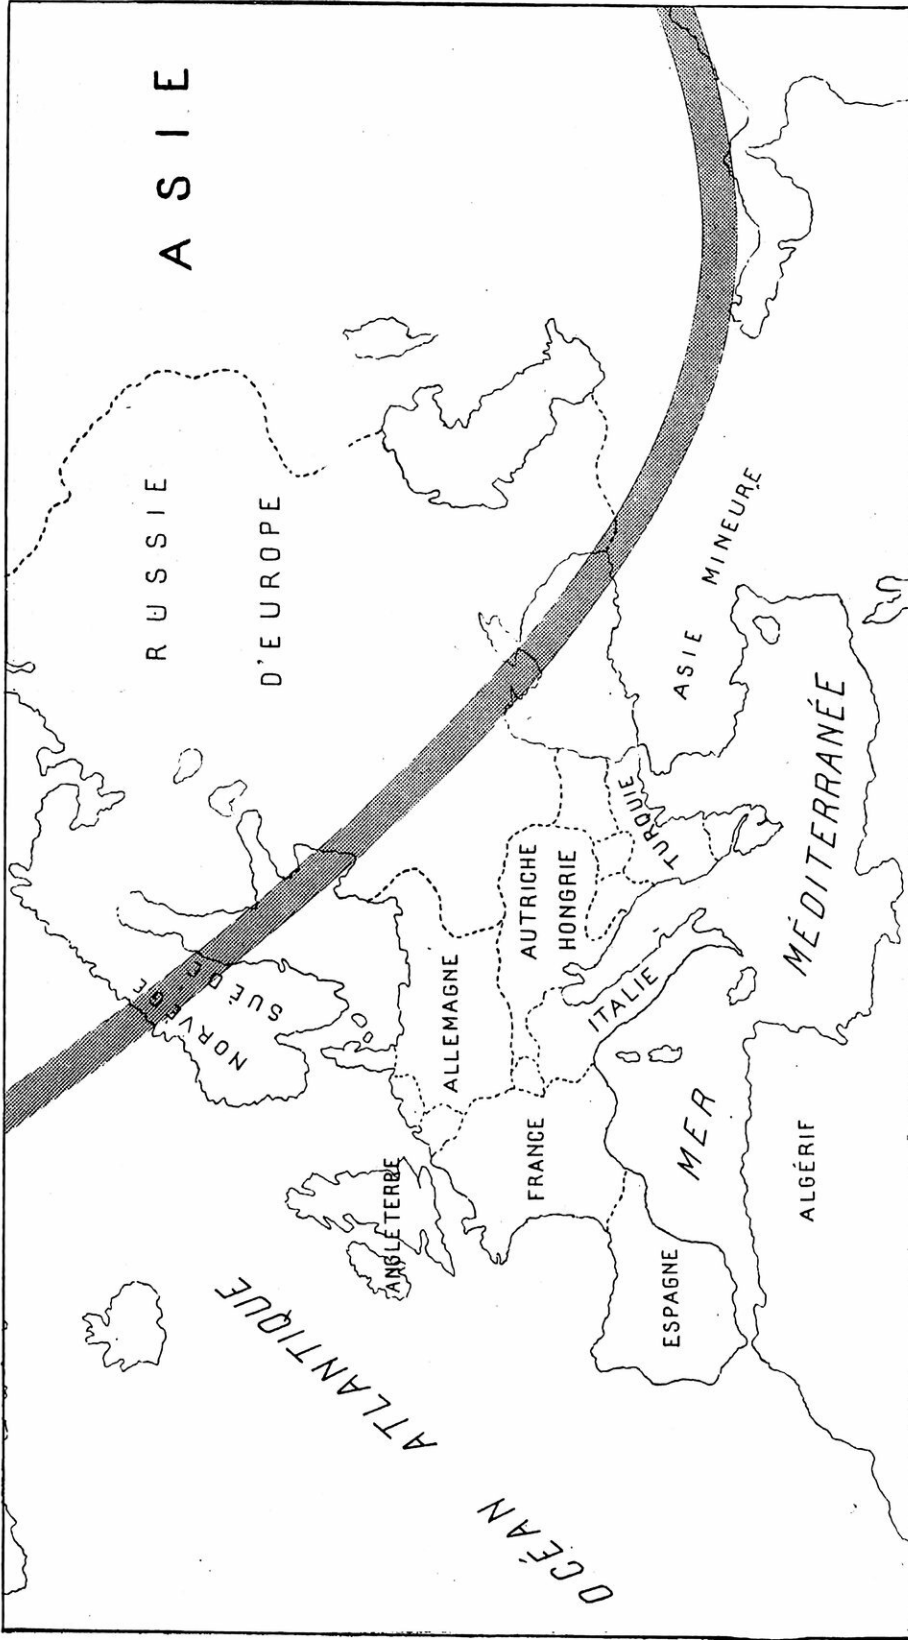 ASIE
RUSSIE
D'EUROPE
NORVÈGE
SUÈDE
ANGLETERRE
OCÉAN
ATLANTIQUE
ALLEMAGNE
AUTRICHE
HONGRIE
FRANCE
ITALIE
TURQUIE
ASIE MINEURE
ESPAGNE
MER
MÉDITERRANÉE
ALGÉRIF